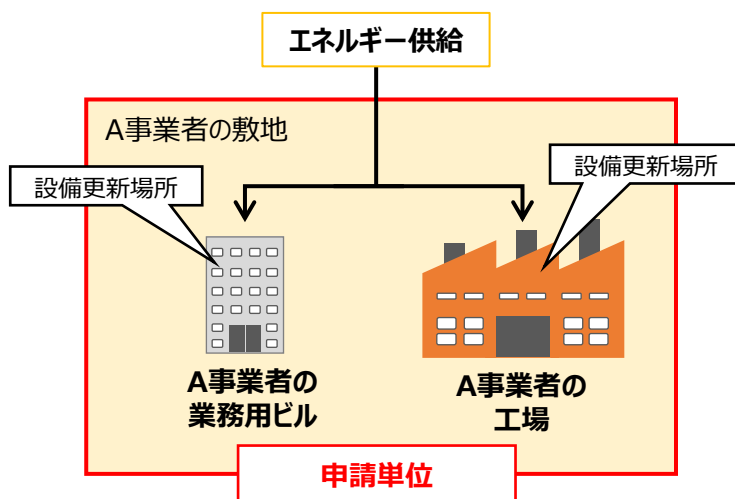 エネルギー供給
A事業者の敷地
設備更新場所
設備更新場所
A事業者の
業務用ビル
A事業者の
工場
申請単位